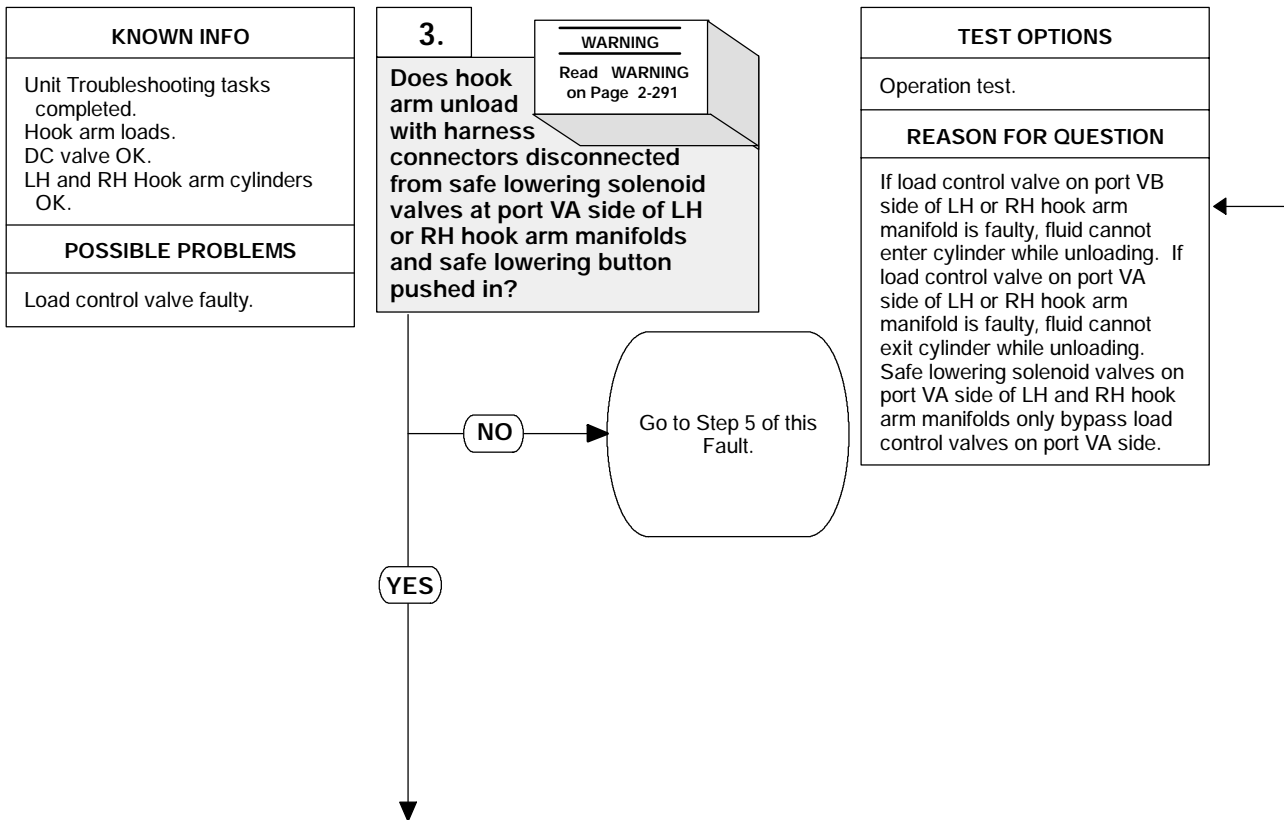 KNOWN INFO
Unit Troubleshooting tasks
completed.
Hook arm loads.
DC valve OK.
LH and RH Hook arm cylinders
OK.
POSSIBLE PROBLEMS
Load control valve faulty.
3.
WARNING
Read WARNING
on Page 2-291
Does hook
arm unload
with harness
connectors disconnected
from safe lowering solenoid
valves at port VA side of LH
or RH hook arm manifolds
and safe lowering button
pushed in?
NO
Go to Step 5 of this
Fault.
YES
TEST OPTIONS
Operation test.
REASON FOR QUESTION
If load control valve on port VB
side of LH or RH hook arm
manifold is faulty, fluid cannot
enter cylinder while unloading. If
load control valve on port VA
side of LH or RH hook arm
manifold is faulty, fluid cannot
exit cylinder while unloading.
Safe lowering solenoid valves on
port VA side of LH and RH hook
arm manifolds only bypass load
control valves on port VA side.